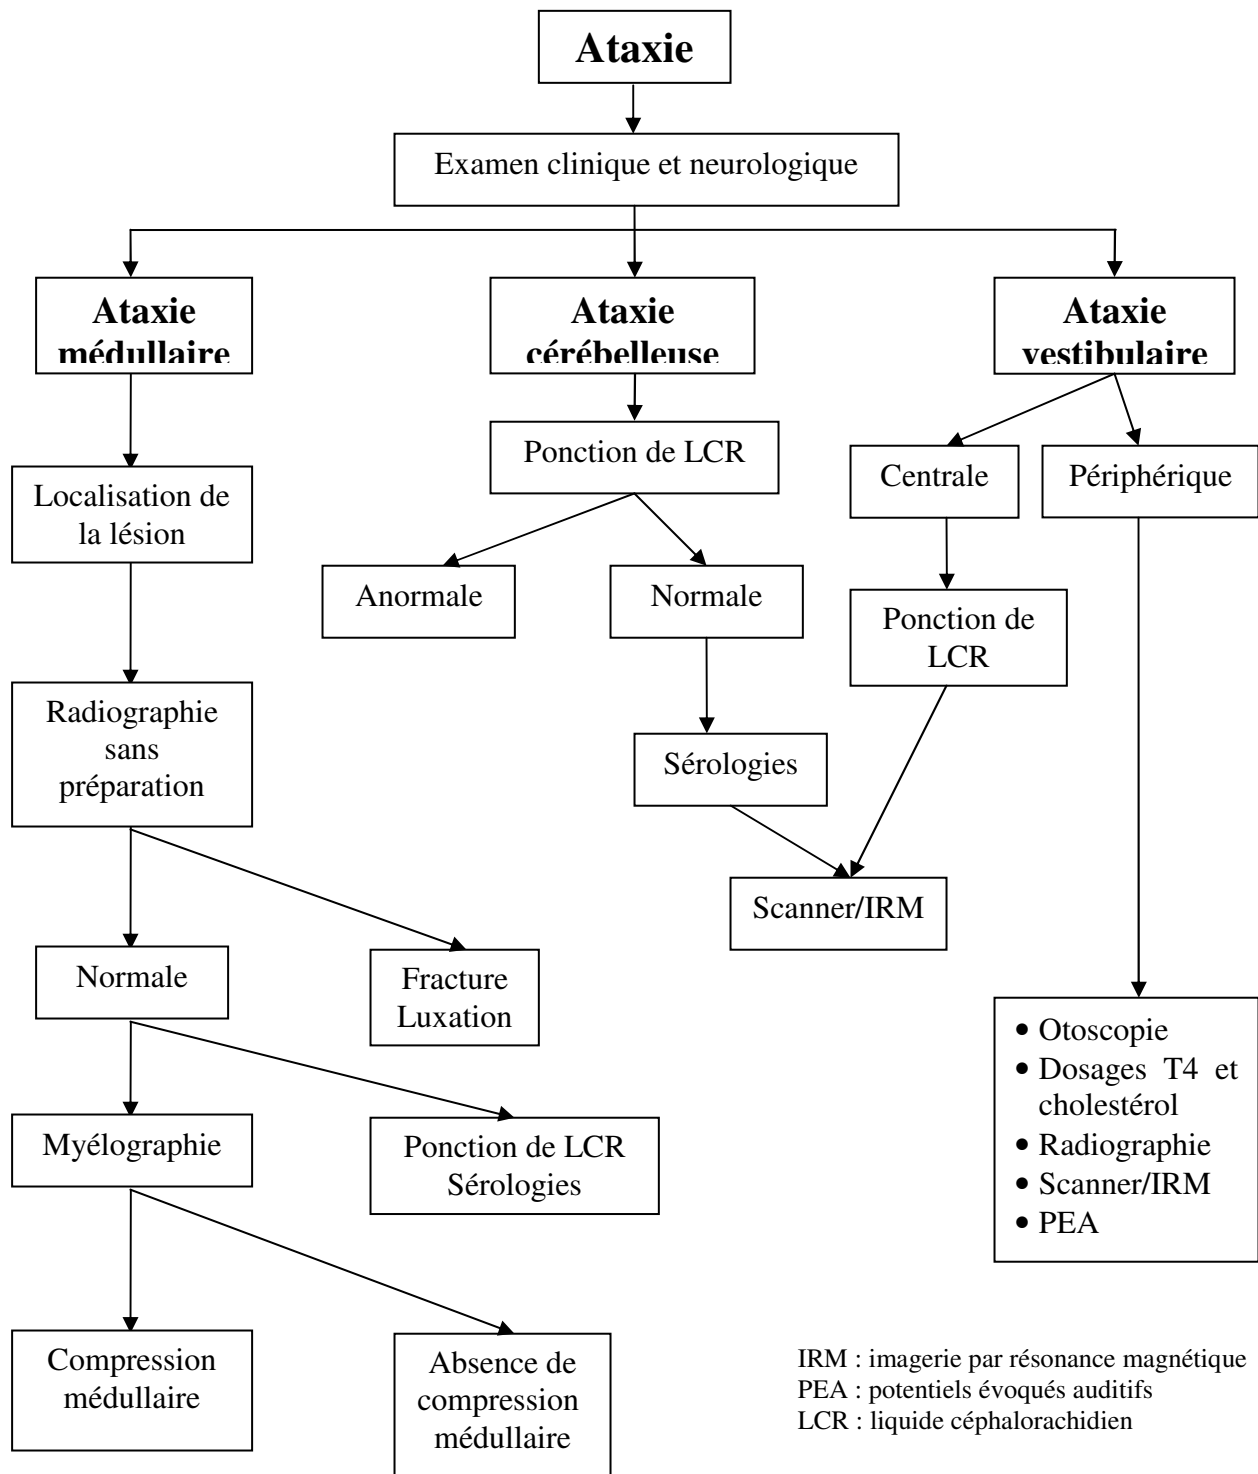 Ataxie
Examen clinique et neurologique
Ataxie
médullaire
Ataxie
cérébelleuse
Ataxie
vestibulaire
Localisation de
la lésion
Ponction de LCR
Centrale
Périphérique
Anormale
Normale
Ponction de
LCR
Radiographie
sans
préparation
Sérologies
Scanner/IRM
Normale
Fracture
Luxation
• Otoscopie
• Dosages T4 et
cholestérol
• Radiographie
• Scanner/IRM
• PEA
Myélographie
Ponction de LCR
Sérologies
Compression
médullaire
Absence de
compression
médullaire
IRM : imagerie par résonance magnétique
PEA : potentiels évoqués auditifs
LCR : liquide céphalorachidien